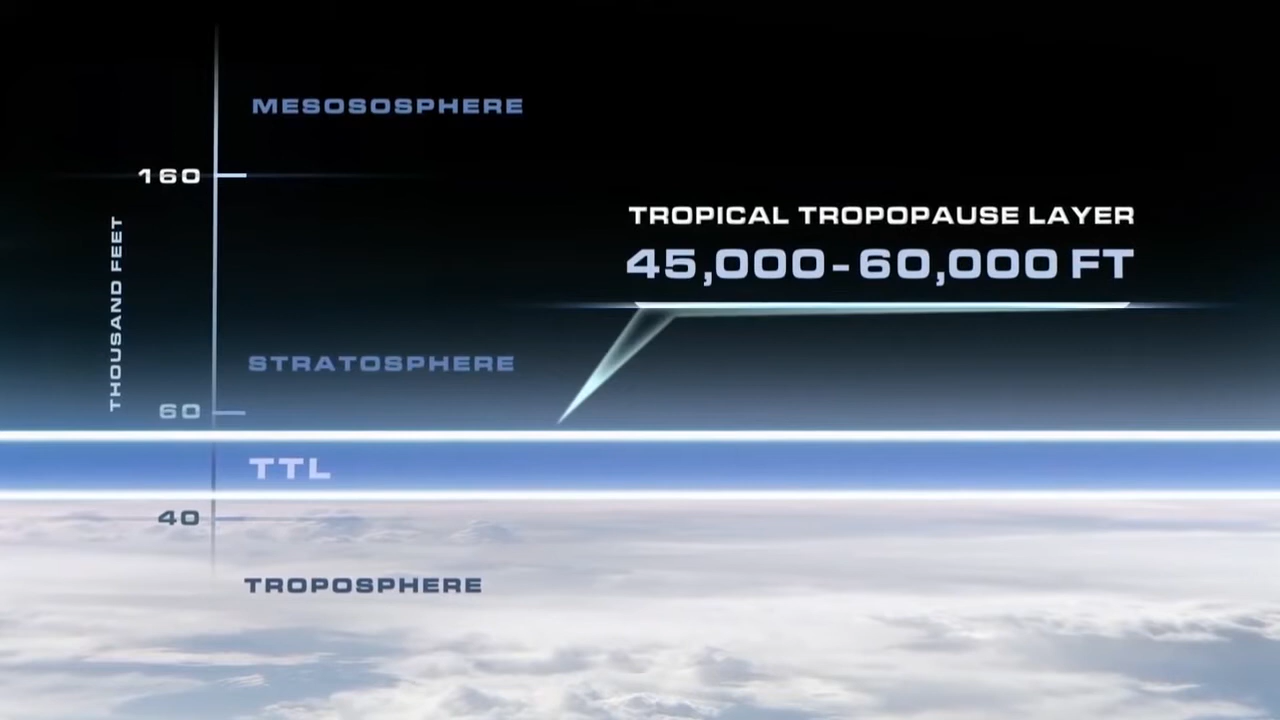 MESOSOSPHERE
160
TROPICAL TROPOPAUSE LAYER
45,000-60,000 FT
THOUSAND FEET
STRATOSPHERE
60
TTL
40
TROPOSPHERE